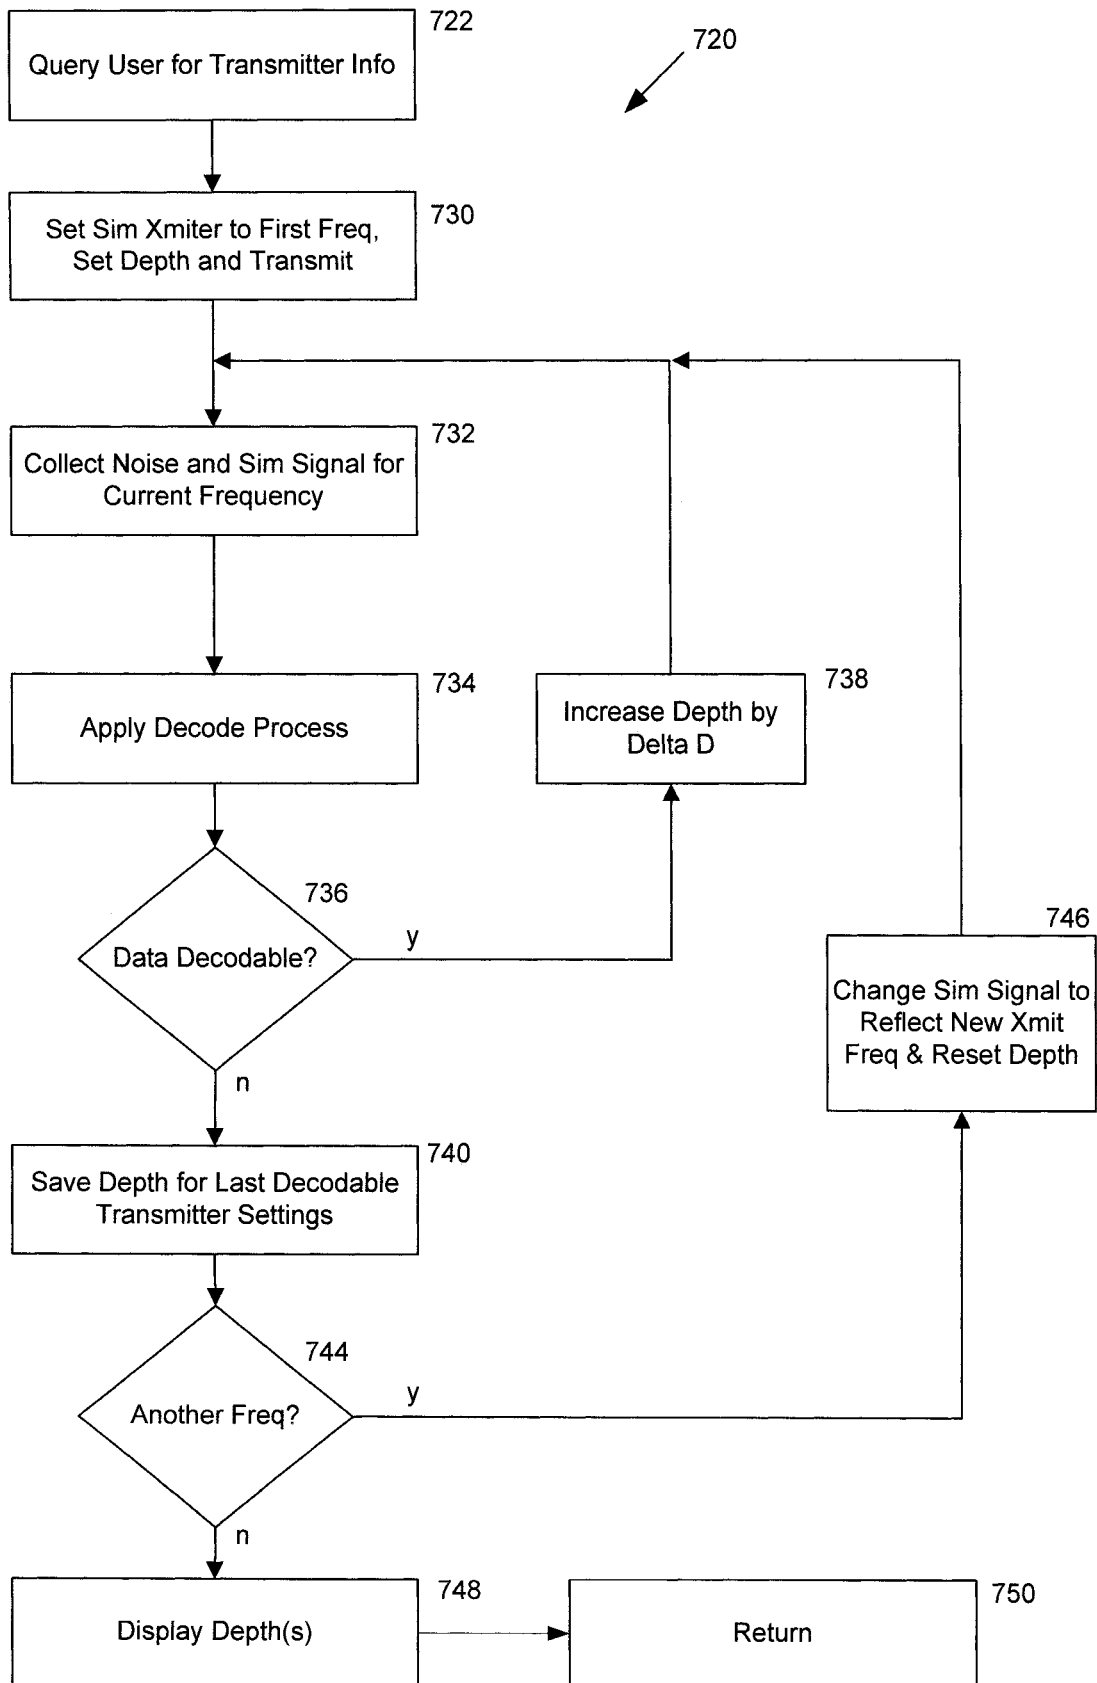 722
720
Query User for Transmitter Info
730
Set Sim Xmiter to First Freq,
Set Depth and Transmit
732
Collect Noise and Sim Signal for
Current Frequency
734
Apply Decode Process
738
Increase Depth by
Delta D
736
Data Decodable?
y
n
746
Change Sim Signal to
Reflect New Xmit
Freq & Reset Depth
740
Save Depth for Last Decodable
Transmitter Settings
744
Another Freq?
y
n
748
Display Depth(s)
750
Return